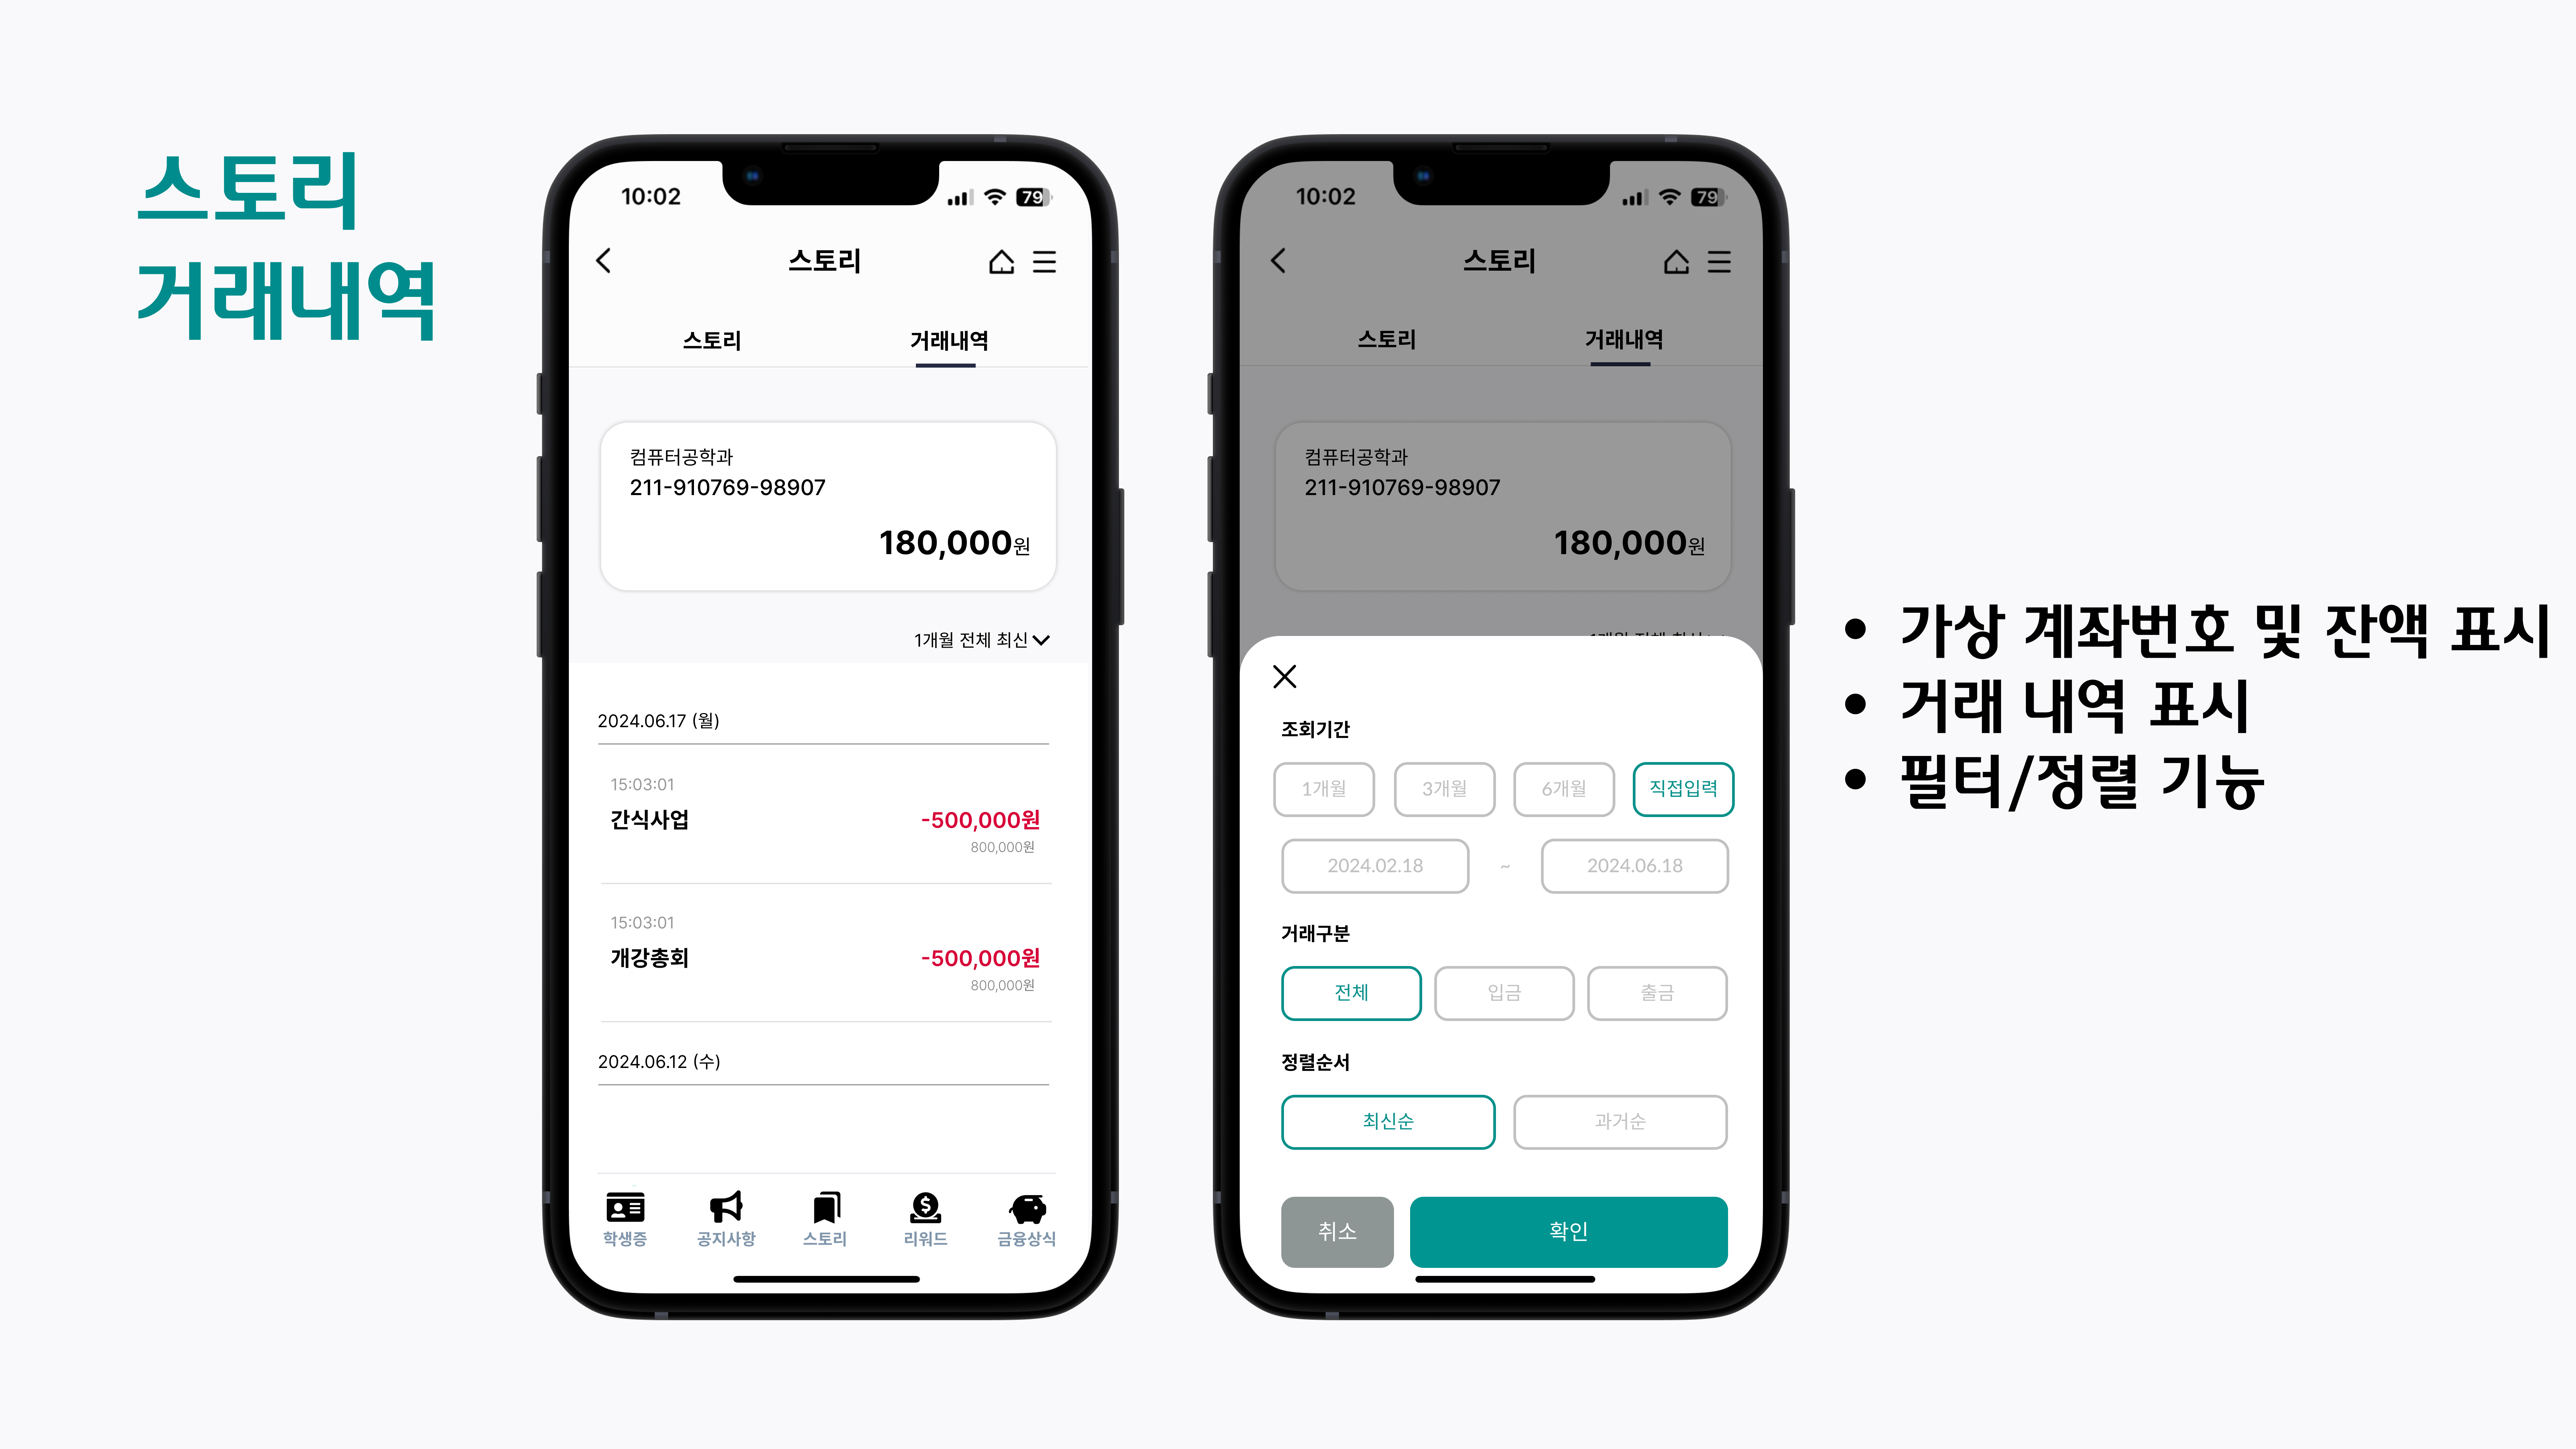 스토리
거래내역
10:02
79
스토리
스토리 거래내역
컴퓨터공학과
211-910769-98907
180,000원
1개월 전체 최신
2024.06.17 (월)
15:03:01
간식사업 -500,000원
800,000원
15:03:01
개강총회 -500,000원
800,000원
2024.06.12 (수)
학생증 공지사항 스토리 리워드 금융상식
10:02
79
스토리
스토리 거래내역
컴퓨터공학과
211-910769-98907
180,000원
조회기간
1개월 3개월 6개월 직접입력
2024.02.18 ~ 2024.06.18
거래구분
전체 입금 출금
정렬순서
최신순 과거순
취소 확인
• 가상 계좌번호 및 잔액 표시
• 거래 내역 표시
• 필터/정렬 기능